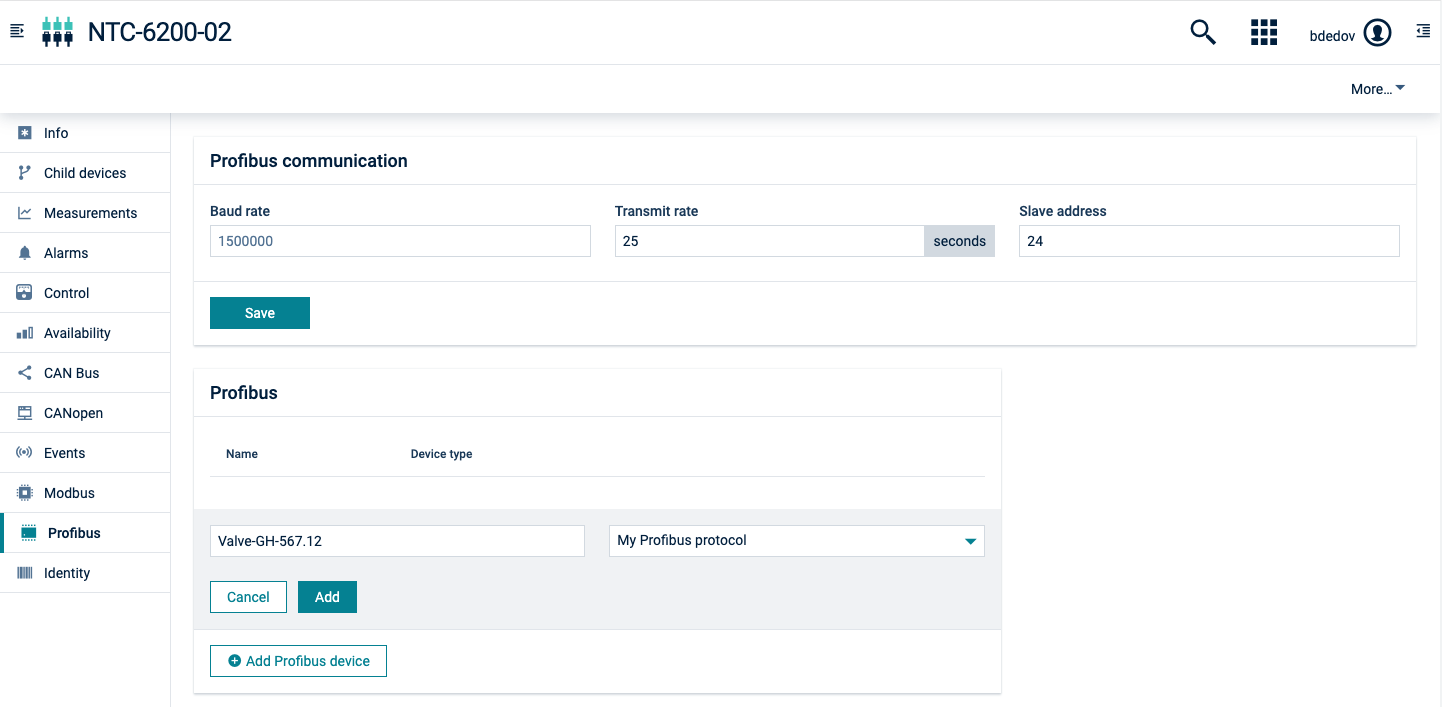 NTC-6200-02
bdedov
More...
Info
Child devices
Measurements
Alarms
Control
Availability
CAN Bus
CANopen
Events
Modbus
Profibus
Identity
Profibus communication
Baud rate
Transmit rate
Slave address
1500000
25 seconds
24
Save
Profibus
Name Device type
Valve-GH-567.12
My Profibus protocol
Cancel
Add
Add Profibus device